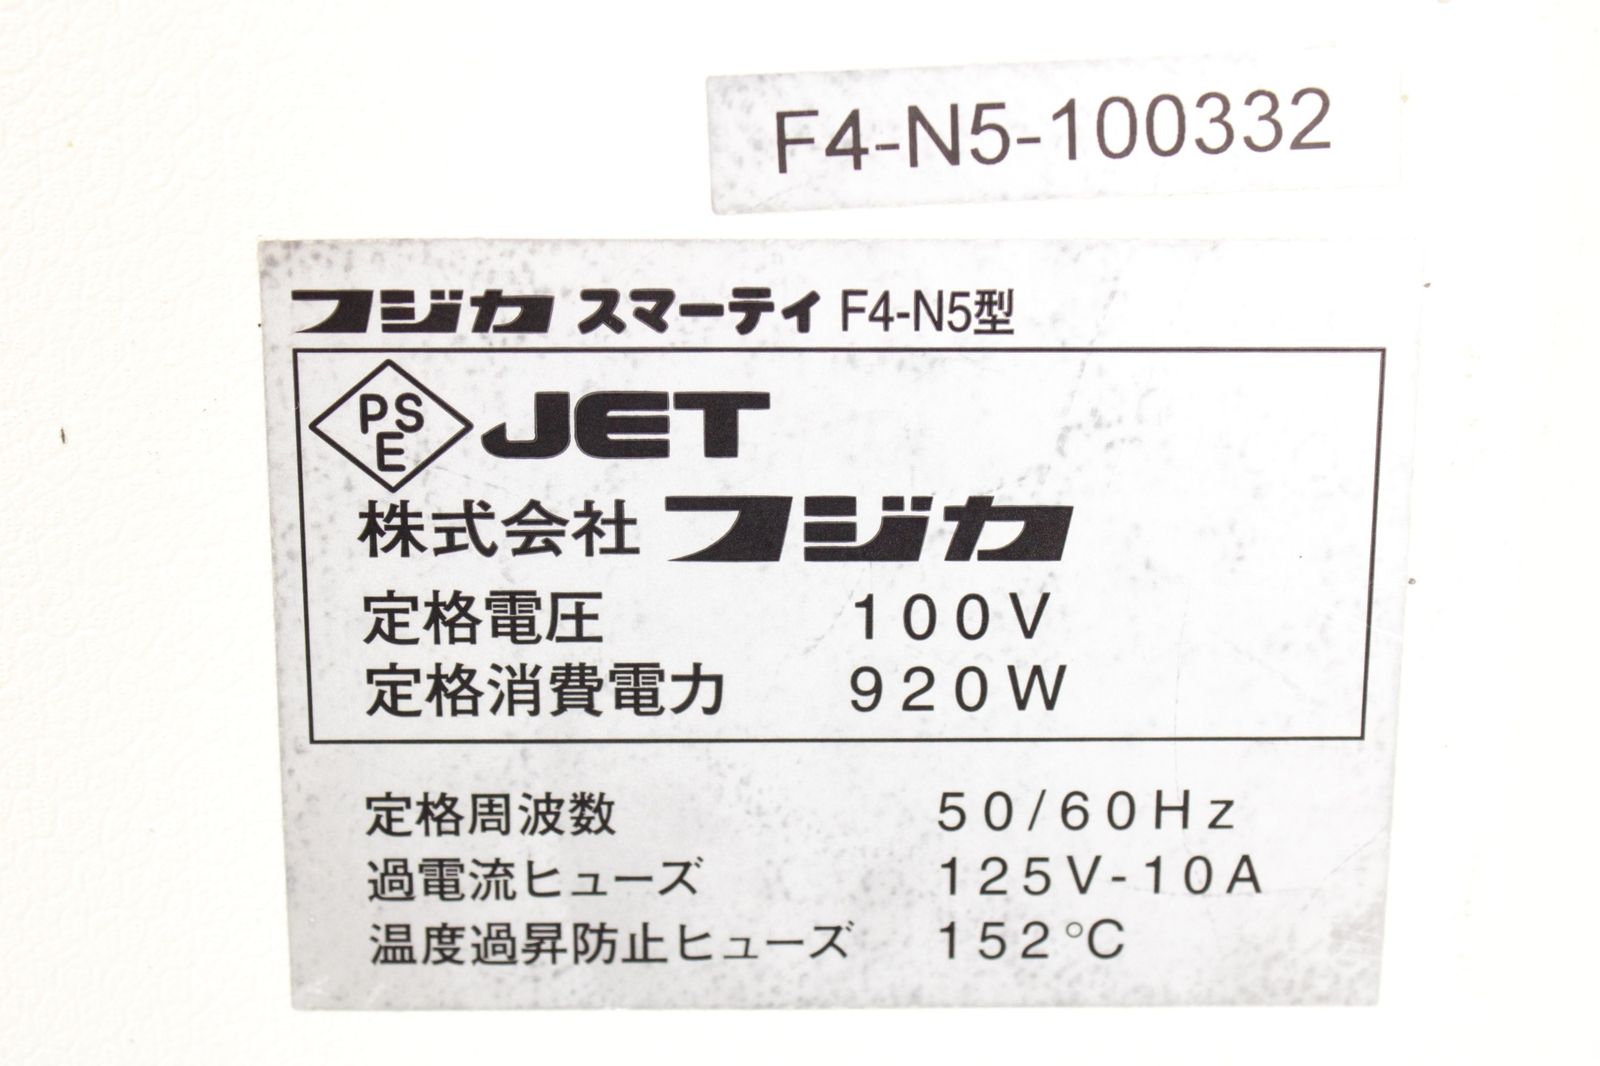 F4-N5-100332
フジカ スマーティ F4-N5型
PSE JET
株式会社 フジカ
定格電圧 100V
定格消費電力 920W
定格周波数 50/60Hz
過電流ヒューズ 125V-10A
温度過昇防止ヒューズ 152℃